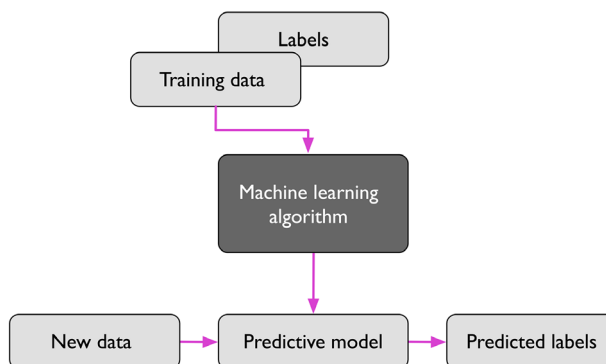 Labels
Training data
Machine learning
algorithm
New data
Predictive model
Predicted labels